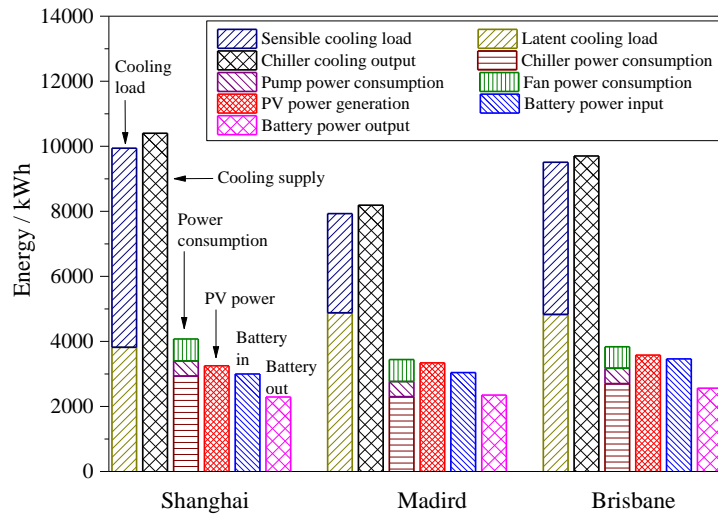 14000
12000
10000
8000
6000
4000
2000
0
Energy / kWh
Sensible cooling load
Latent cooling load
Chiller cooling output
Chiller power consumption
Pump power consumption
Fan power consumption
PV power generation
Battery power input
Battery power output
Cooling
load
Cooling supply
Power
consumption
PV power
Battery
in
Battery
out
Shanghai
Madird
Brisbane